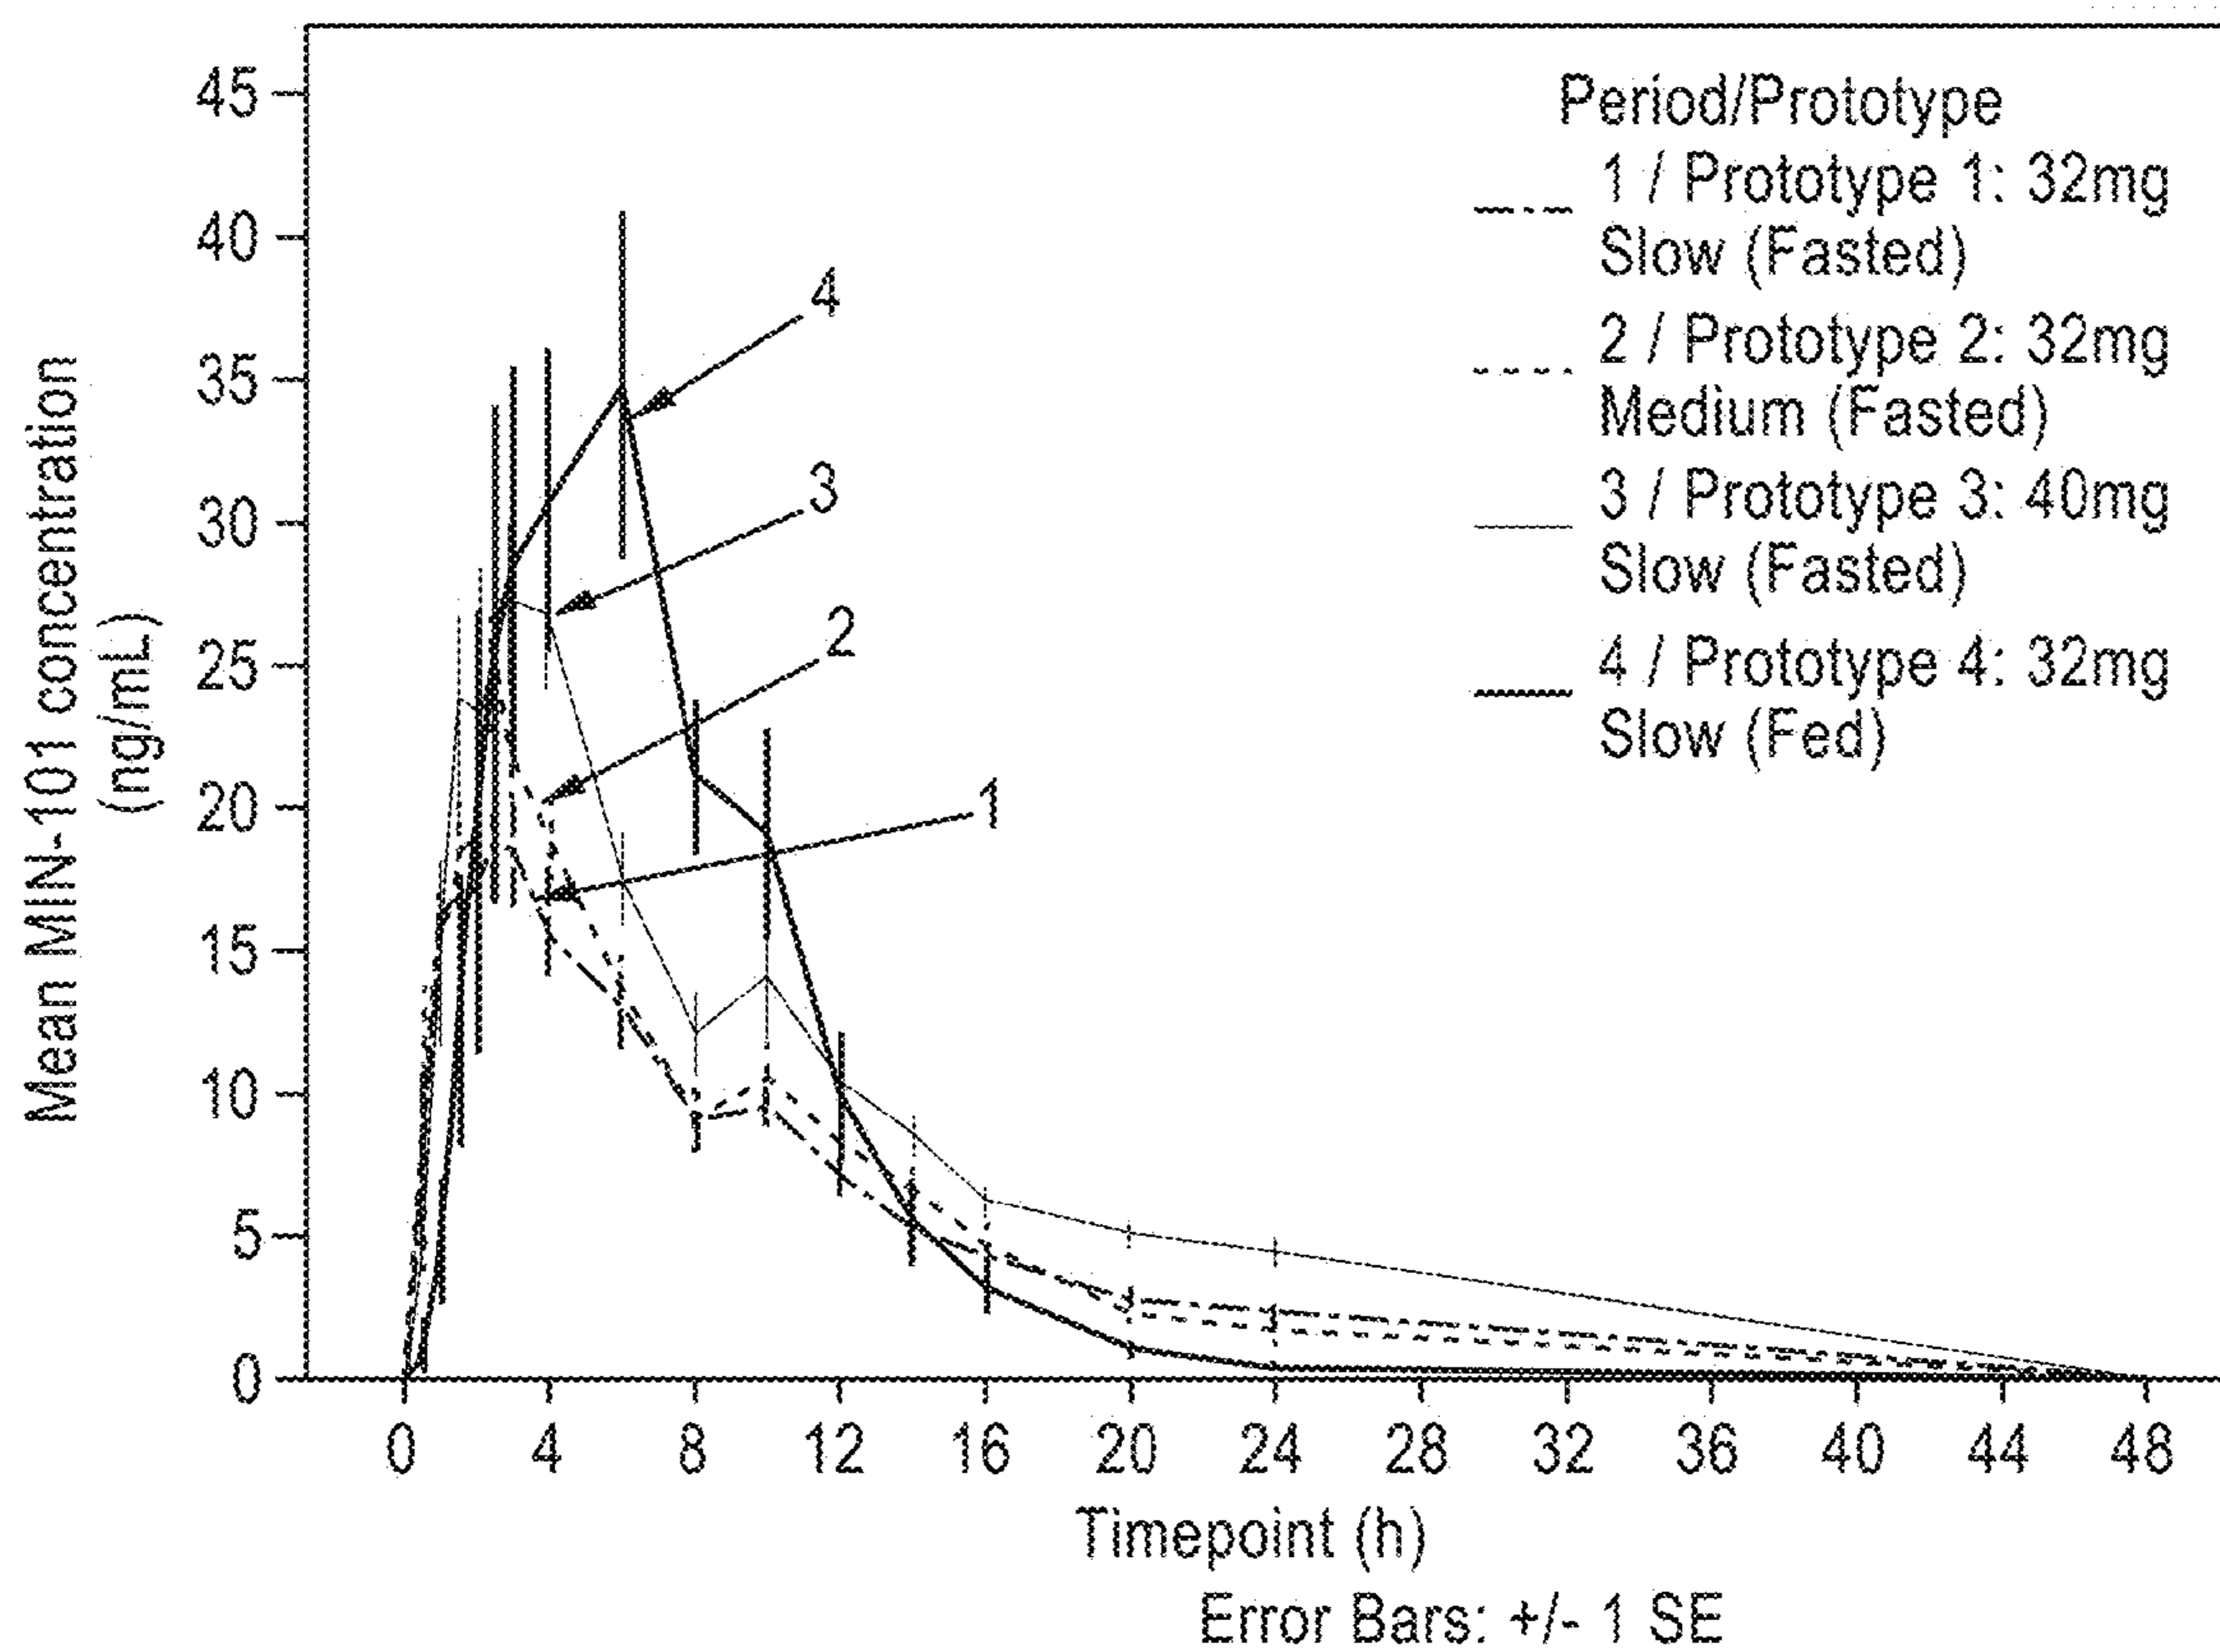 Mean MIN-101 concentration
(ng/mL)
45
40
35
30
25
20
15
10
5
0
4
3
2
1
Period/Prototype
1 / Prototype 1: 32mg
Slow (Fasted)
2 / Prototype 2: 32mg
Medium (Fasted)
3 / Prototype 3: 40mg
Slow (Fasted)
4 / Prototype 4: 32mg
Slow (Fed)
0 4 8 12 16 20 24 28 32 36 40 44 48
Timepoint (h)
Error Bars: +/- 1 SE